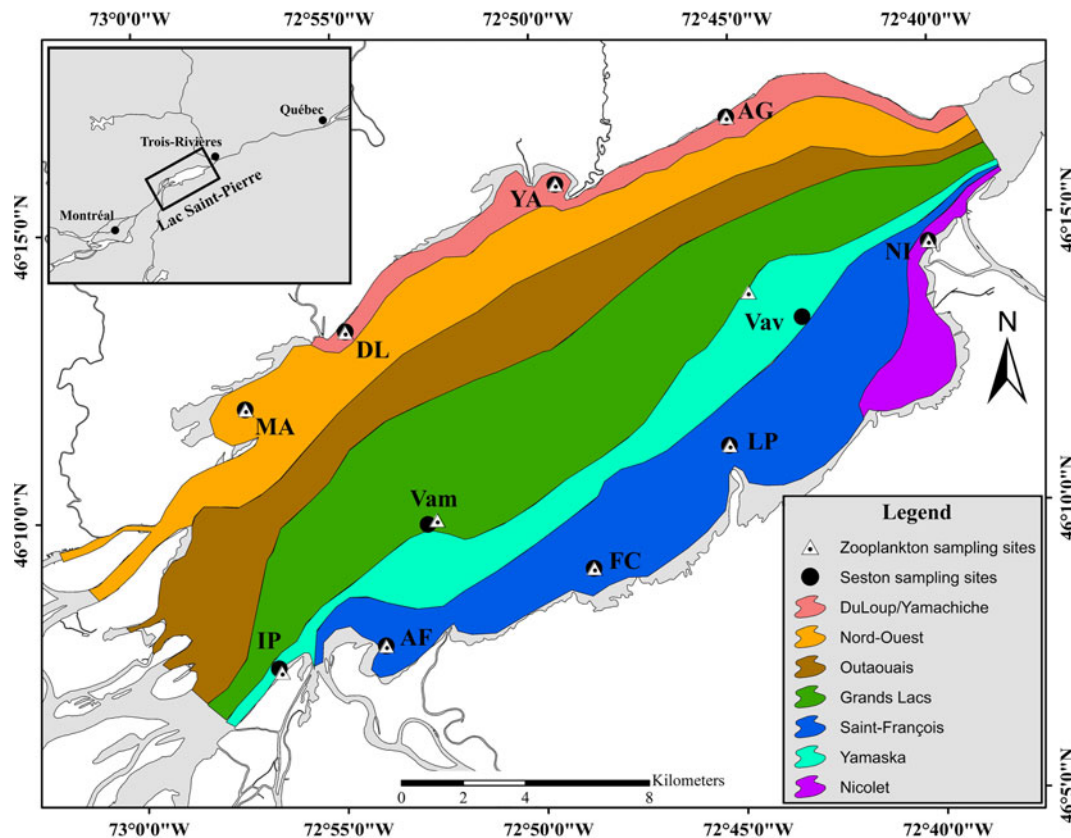 73°0'0"W 72°55'0"W 72°50'0"W 72°45'0"W 72°40'0"W
Québec
Trois-Rivières
Lac Saint-Pierre
Montréal
46°15'0"N
46°15'0"N
AG
YA
NI
Vav
DL
MA
N
LP
Vam
46°10'0"N
46°10'0"N
FC
AF
IP
Legend
Zooplankton sampling sites
Seston sampling sites
DuLoup/Yamachiche
Nord-Ouest
Outaouais
Grands Lacs
Saint-François
Yamaska
Nicolet
Kilometers
0 2 4 8
46°5'0"N
73°0'0"W 72°55'0"W 72°50'0"W 72°45'0"W 72°40'0"W